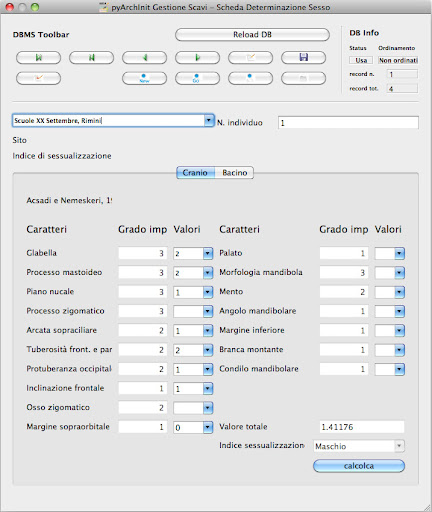 pyArchInit Gestione Scavi – Scheda Determinazione Sesso
DBMS Toolbar
Reload DB
New
Go
DB Info
Status Ordinamento
Usa Non ordinati
record n. 1
record tot. 4
Scuole XX Settembre, Rimini
N. individuo 1
Sito
Indice di sessualizzazione
Cranio Bacino
Acsadi e Nemeskeri, 19
Caratteri Grado imp Valori Caratteri Grado imp Valori
Glabella 3 2 Palato 1
Processo mastoideo 3 2 Morfologia mandibola 3
Piano nucale 3 1 Mento 2
Processo zigomatico 3 Angolo mandibolare 1
Arcata sopraciliare 2 1 Margine inferiore 1
Tuberosità front. e par 2 2 Branca montante 1
Protuberanza occipitale 2 1 Condilo mandibolare 1
Inclinazione frontale 1 1
Osso zigomatico 2
Margine sopraorbitale 1 0 Valore totale 1.41176
Indice sessualizzazione Maschio
calcolca